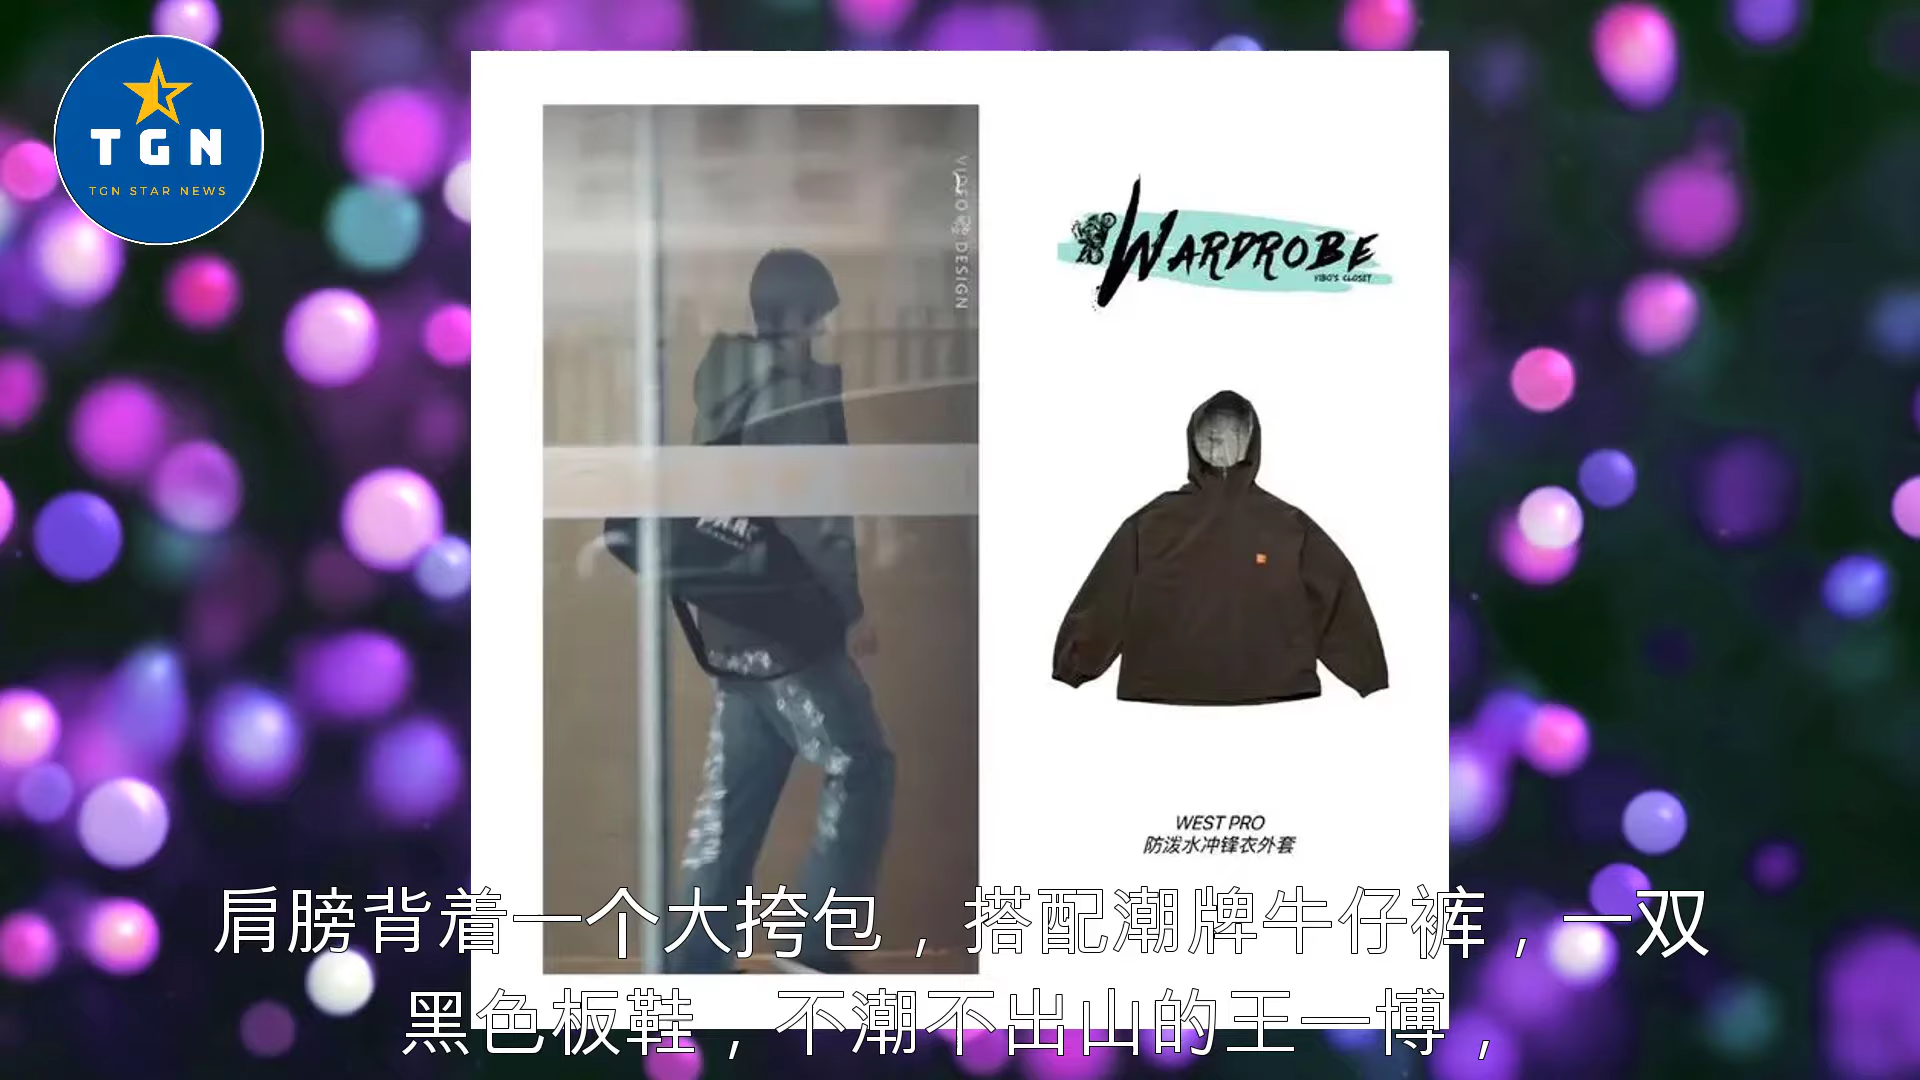 TGN
TGN STAR NEWS
DESIGN
WARDROBE
YIBO'S CLOSET
WEST PRO
防泼水冲锋衣外套
肩膀背着一个大挎包，搭配潮牌牛仔裤，一双
黑色板鞋，不潮不出山的王一博，